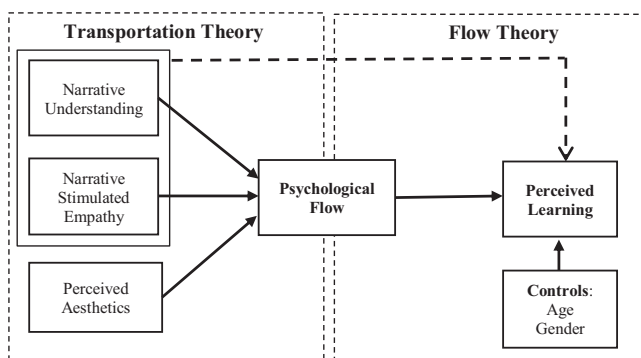 Transportation Theory
Flow Theory
Narrative
Understanding
Narrative
Stimulated
Empathy
Perceived
Aesthetics
Psychological
Flow
Perceived
Learning
Controls:
Age
Gender